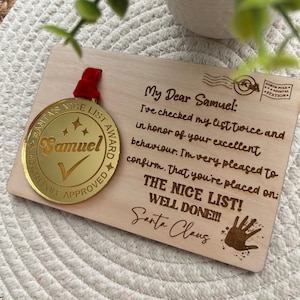 SANTA'S NICE LIST AWARD
Samuel
APPROVED
My Dear Samuel:
I've checked my list twice and
in honor of your excellent
behaviour. I'm very pleased to
confirm, that you're placed on:
THE NICE LIST!
WELL DONE!!!
Santa Claus